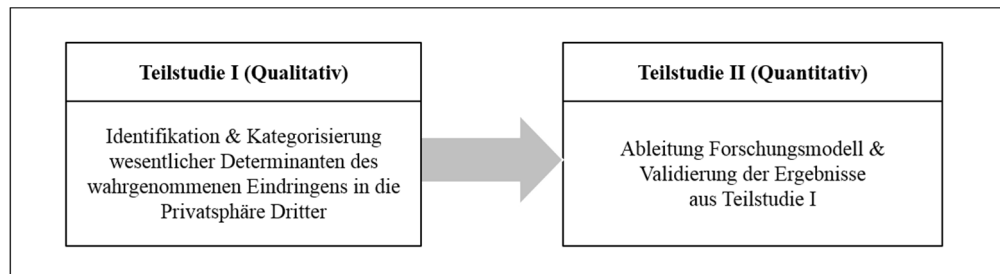 Teilstudie I (Qualitativ)
Identifikation & Kategorisierung
wesentlicher Determinanten des
wahrgenommenen Eindringens in die
Privatsphäre Dritter
Teilstudie II (Quantitativ)
Ableitung Forschungsmodell &
Validierung der Ergebnisse
aus Teilstudie I